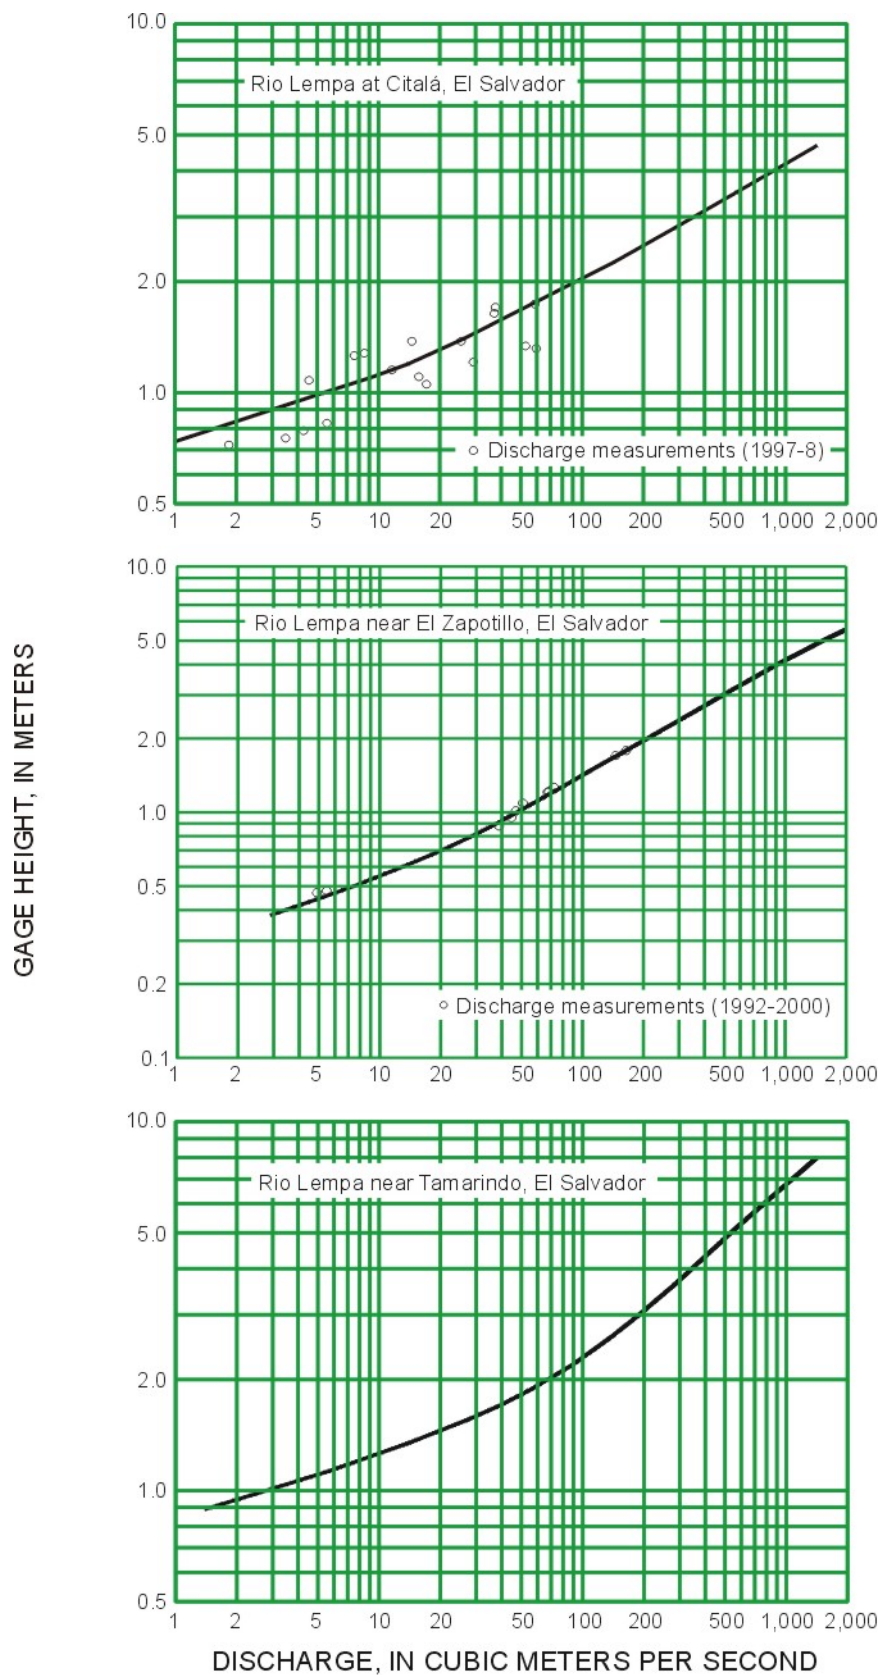 10.0
Rio Lempa at Citalá, El Salvador
5.0
2.0
1.0
Discharge measurements (1997-8)
0.5
1 2 5 10 20 50 100 200 500 1,000 2,000
GAGE HEIGHT, IN METERS
10.0
Rio Lempa near El Zapotillo, El Salvador
5.0
2.0
1.0
0.5
0.2
Discharge measurements (1992-2000)
0.1
1 2 5 10 20 50 100 200 500 1,000 2,000
10.0
Rio Lempa near Tamarindo, El Salvador
5.0
2.0
1.0
0.5
1 2 5 10 20 50 100 200 500 1,000 2,000
DISCHARGE, IN CUBIC METERS PER SECOND